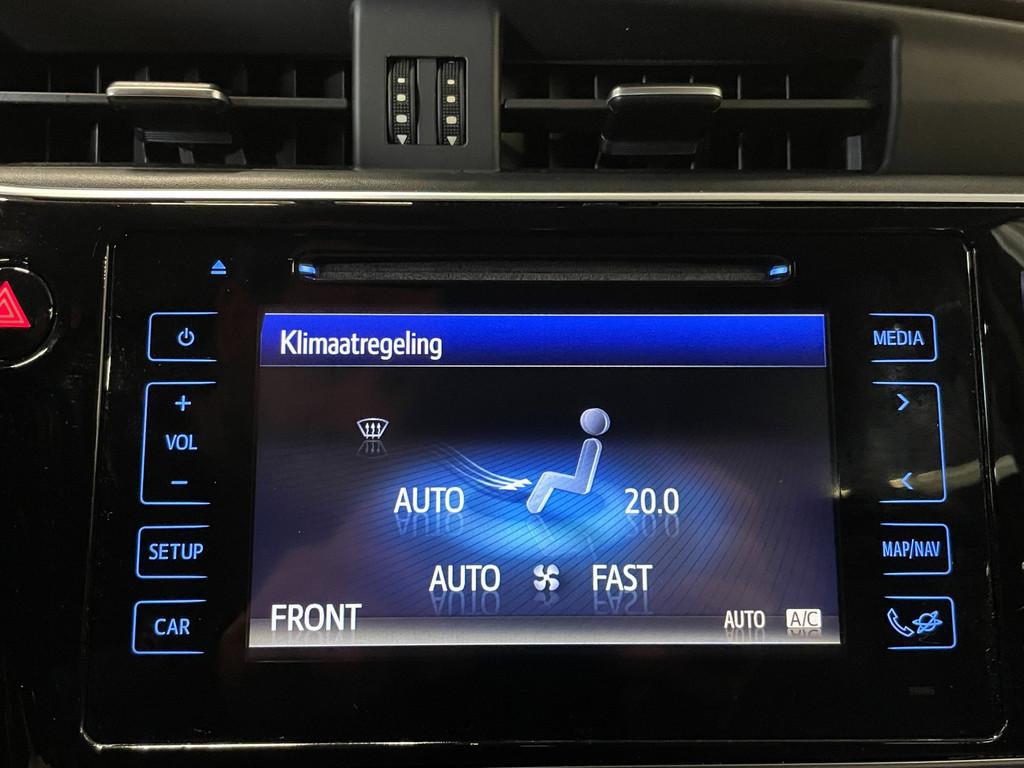 Klimaatregeling
MEDIA
+
VOL
-
AUTO
20.0
SETUP
MAP/NAV
AUTO
FAST
CAR
FRONT
AUTO
A/C